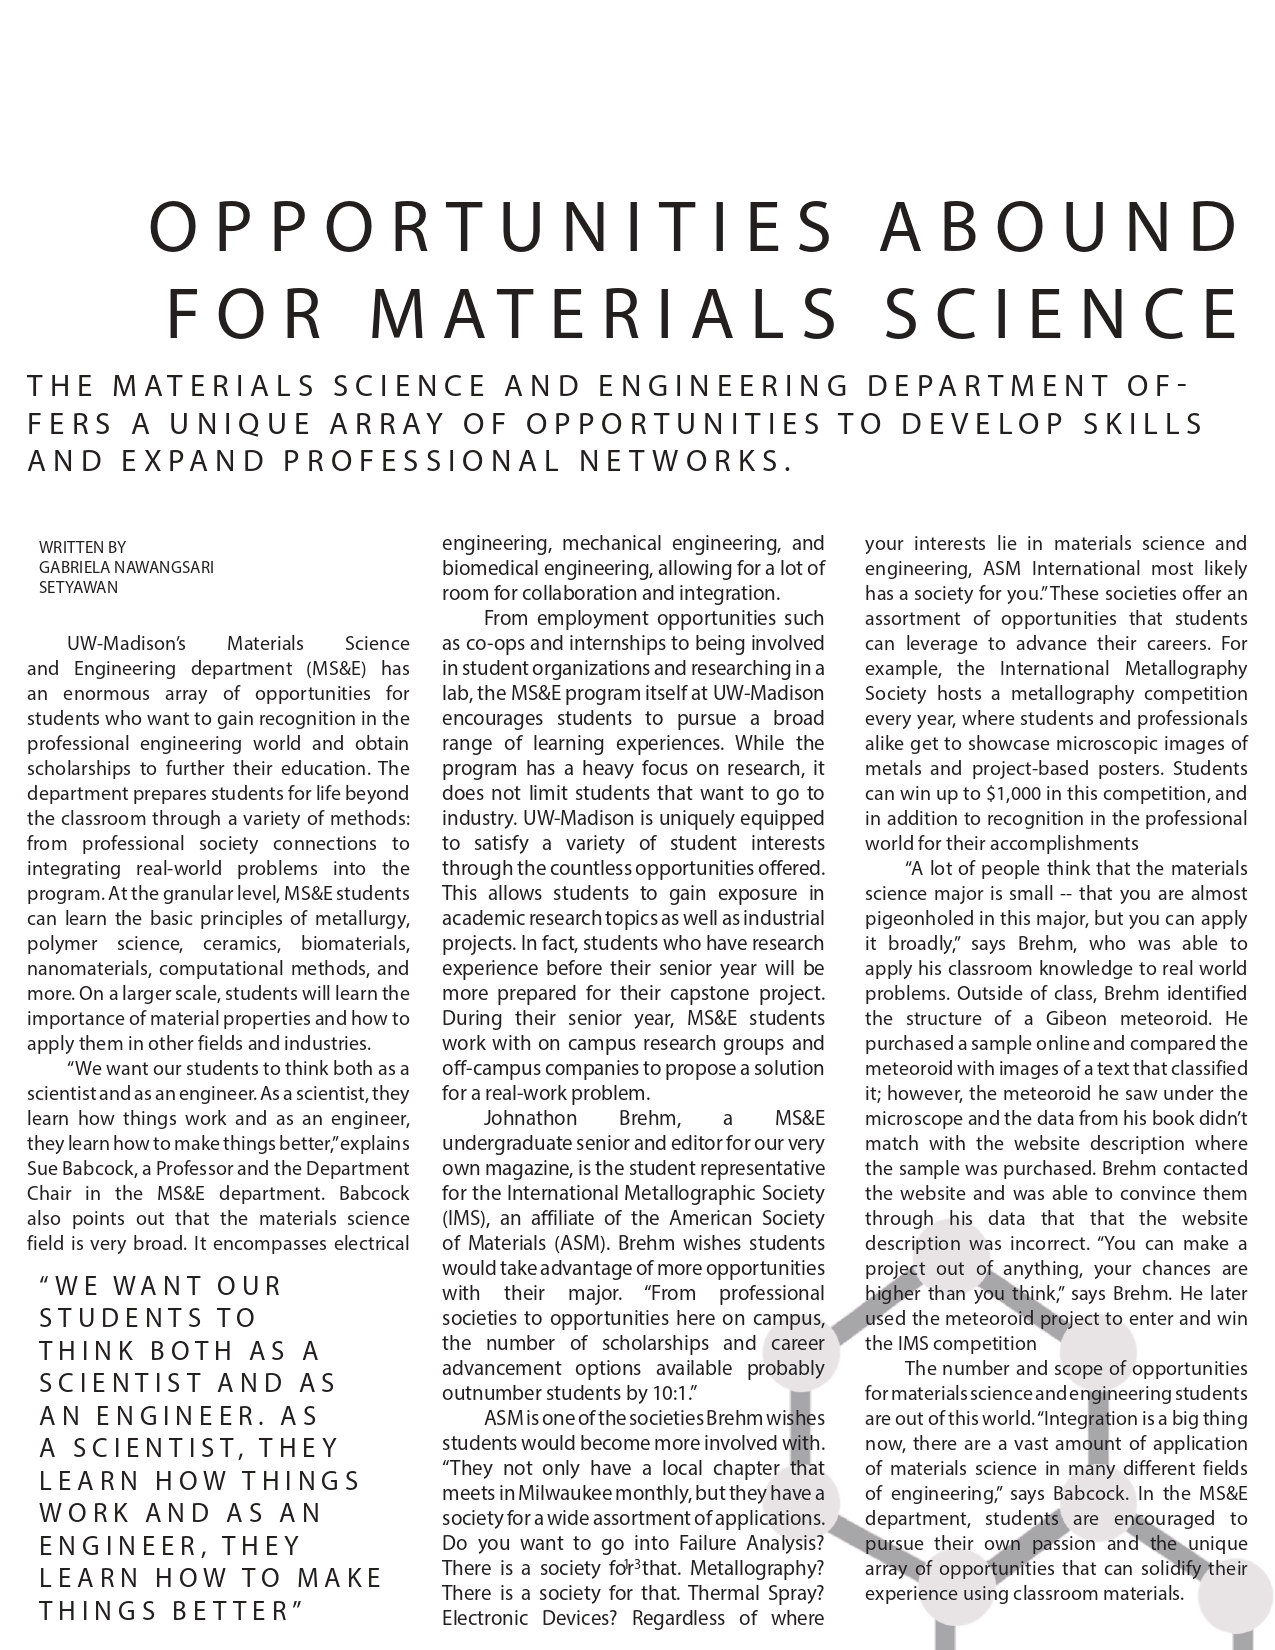 OPPORTUNITIES ABOUND
FOR MATERIALS SCIENCE
THE MATERIALS SCIENCE AND ENGINEERING DEPARTMENT OF-
FERS A UNIQUE ARRAY OF OPPORTUNITIES TO DEVELOP SKILLS
AND EXPAND PROFESSIONAL NETWORKS.
WRITTEN BY
GABRIELA NAWANGSARI
SETYAWAN
UW-Madison’s Materials Science
and Engineering department (MS&E) has
an enormous array of opportunities for
students who want to gain recognition in the
professional engineering world and obtain
scholarships to further their education. The
department prepares students for life beyond
the classroom through a variety of methods:
from professional society connections to
integrating real-world problems into the
program. At the granular level, MS&E students
can learn the basic principles of metallurgy,
polymer science, ceramics, biomaterials,
nanomaterials, computational methods, and
more. On a larger scale, students will learn the
importance of material properties and how to
apply them in other fields and industries.
“We want our students to think both as a
scientist and as an engineer. As a scientist, they
learn how things work and as an engineer,
they learn how to make things better,” explains
Sue Babcock, a Professor and the Department
Chair in the MS&E department. Babcock
also points out that the materials science
field is very broad. It encompasses electrical
“WE WANT OUR
STUDENTS TO
THINK BOTH AS A
SCIENTIST AND AS
AN ENGINEER. AS
A SCIENTIST, THEY
LEARN HOW THINGS
WORK AND AS AN
ENGINEER, THEY
LEARN HOW TO MAKE
THINGS BETTER”
engineering, mechanical engineering, and
biomedical engineering, allowing for a lot of
room for collaboration and integration.
From employment opportunities such
as co-ops and internships to being involved
in student organizations and researching in a
lab, the MS&E program itself at UW-Madison
encourages students to pursue a broad
range of learning experiences. While the
program has a heavy focus on research, it
does not limit students that want to go to
industry. UW-Madison is uniquely equipped
to satisfy a variety of student interests
through the countless opportunities offered.
This allows students to gain exposure in
academic research topics as well as industrial
projects. In fact, students who have research
experience before their senior year will be
more prepared for their capstone project.
During their senior year, MS&E students
work with on campus research groups and
off-campus companies to propose a solution
for a real-work problem.
Johnathon Brehm, a MS&E
undergraduate senior and editor for our very
own magazine, is the student representative
for the International Metallographic Society
(IMS), an affiliate of the American Society
of Materials (ASM). Brehm wishes students
would take advantage of more opportunities
with their major. “From professional
societies to opportunities here on campus,
the number of scholarships and career
advancement options available probably
outnumber students by 10:1.”
ASM is one of the societies Brehm wishes
students would become more involved with.
“They not only have a local chapter that
meets in Milwaukee monthly, but they have a
society for a wide assortment of applications.
Do you want to go into Failure Analysis?
There is a society for that. Metallography?
There is a society for that. Thermal Spray?
Electronic Devices? Regardless of where
your interests lie in materials science and
engineering, ASM International most likely
has a society for you.” These societies offer an
assortment of opportunities that students
can leverage to advance their careers. For
example, the International Metallography
Society hosts a metallography competition
every year, where students and professionals
alike get to showcase microscopic images of
metals and project-based posters. Students
can win up to $1,000 in this competition, and
in addition to recognition in the professional
world for their accomplishments
“A lot of people think that the materials
science major is small -- that you are almost
pigeonholed in this major, but you can apply
it broadly,” says Brehm, who was able to
apply his classroom knowledge to real world
problems. Outside of class, Brehm identified
the structure of a Gibeon meteoroid. He
purchased a sample online and compared the
meteoroid with images of a text that classified
it; however, the meteoroid he saw under the
microscope and the data from his book didn’t
match with the website description where
the sample was purchased. Brehm contacted
the website and was able to convince them
through his data that that the website
description was incorrect. “You can make a
project out of anything, your chances are
higher than you think,” says Brehm. He later
used the meteoroid project to enter and win
the IMS competition
The number and scope of opportunities
for materials science and engineering students
are out of this world. “Integration is a big thing
now, there are a vast amount of application
of materials science in many different fields
of engineering,” says Babcock. In the MS&E
department, students are encouraged to
pursue their own passion and the unique
array of opportunities that can solidify their
experience using classroom materials.
13